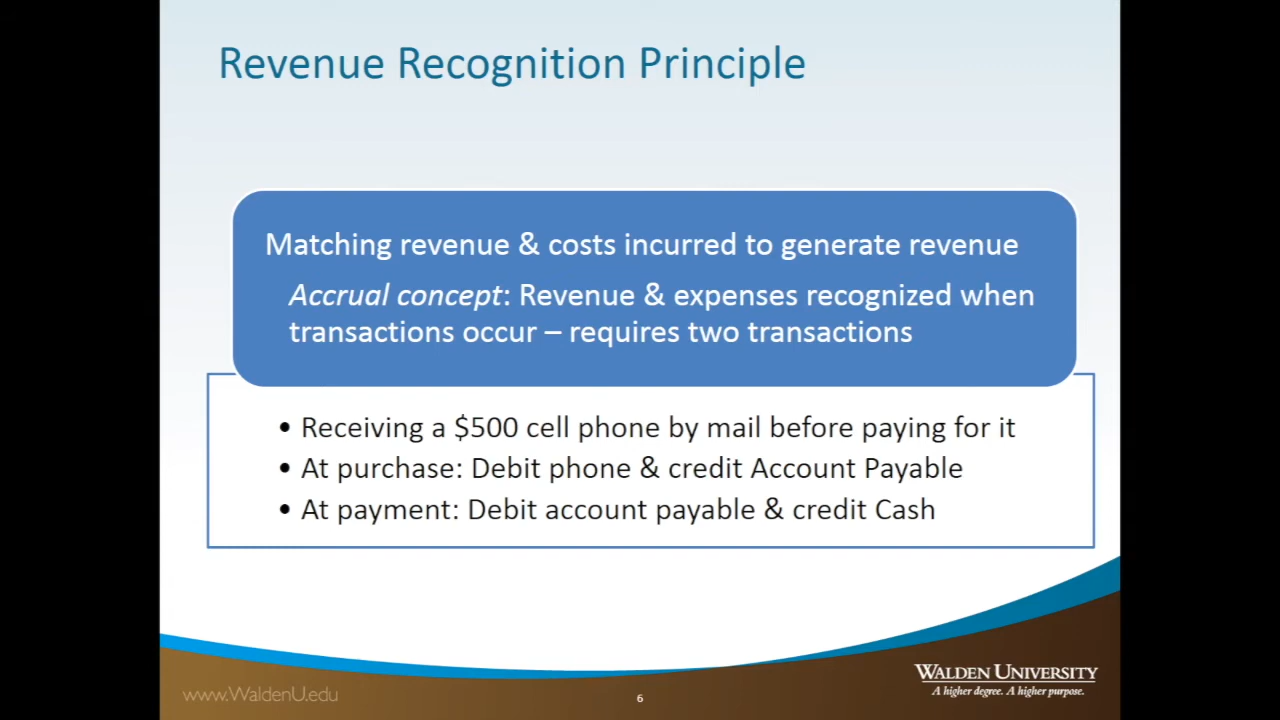 Revenue Recognition Principle
Matching revenue & costs incurred to generate revenue
Accrual concept: Revenue & expenses recognized when
transactions occur – requires two transactions
• Receiving a $500 cell phone by mail before paying for it
• At purchase: Debit phone & credit Account Payable
• At payment: Debit account payable & credit Cash
www.WaldenU.edu
6
WALDEN UNIVERSITY
A higher degree. A higher purpose.